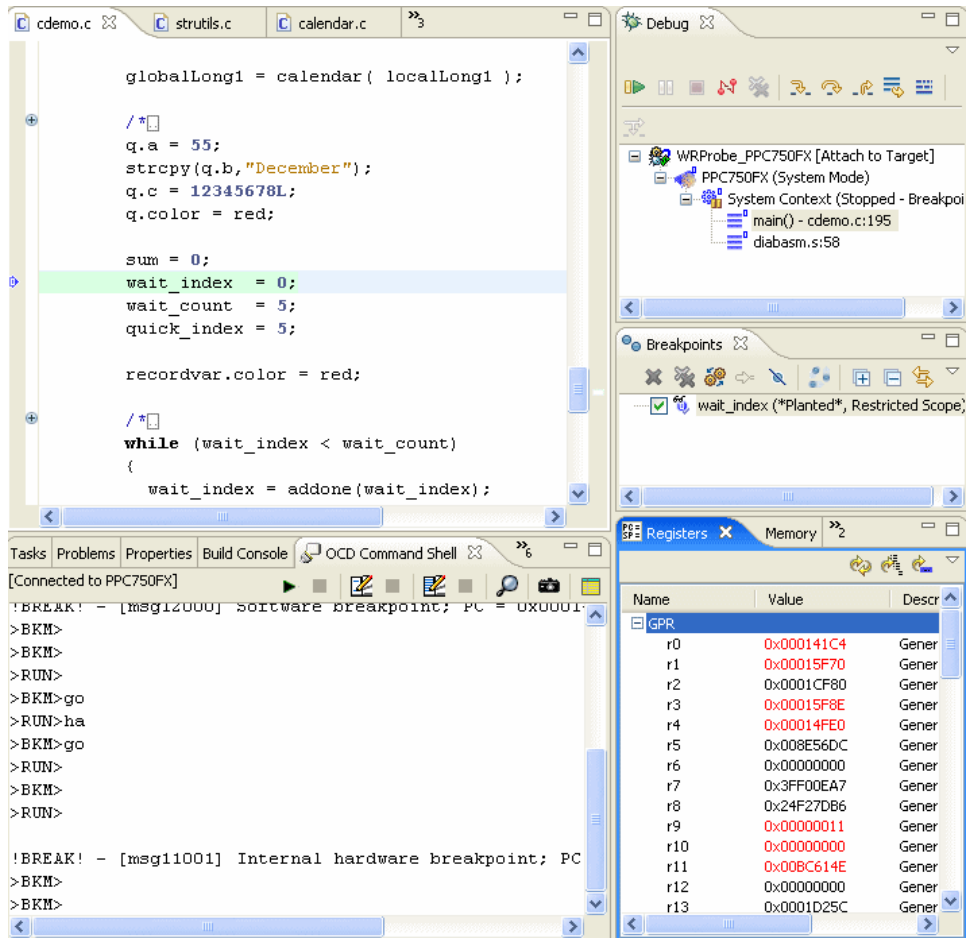 cdemo.c
strutils.c
calendar.c
»3
globalLong1 = calendar( localLong1 );
/*
q.a = 55;
strcpy(q.b,"December");
q.c = 12345678L;
q.color = red;
sum = 0;
wait_index  = 0;
wait_count  = 5;
quick_index = 5;
recordvar.color = red;
/*
while (wait_index < wait_count)
{
wait_index = addone(wait_index);
Debug
WRProbe_PPC750FX [Attach to Target]
PPC750FX (System Mode)
System Context (Stopped - Breakpoi
main() - cdemo.c:195
diabasm.s:58
Breakpoints
wait_index (*Planted*, Restricted Scope)
Tasks Problems Properties Build Console OCD Command Shell »6
[Connected to PPC750FX]
!BREAK! - [msg12000] Software breakpoint; PC = 0x0001
>BKM>
>BKM>
>RUN>
>BKM>go
>RUN>ha
>BKM>go
>RUN>
>BKM>
>RUN>
!BREAK! - [msg11001] Internal hardware breakpoint; PC
>BKM>
>BKM>
Registers Memory »2
Name Value Descr
GPR
r0 0x000141C4 Gener
r1 0x00015F70 Gener
r2 0x0001CF80 Gener
r3 0x00015F8E Gener
r4 0x00014FE0 Gener
r5 0x008E56DC Gener
r6 0x00000000 Gener
r7 0x3FF00EA7 Gener
r8 0x24F27DB6 Gener
r9 0x00000011 Gener
r10 0x00000000 Gener
r11 0x00BC614E Gener
r12 0x00000000 Gener
r13 0x0001D25C Gener